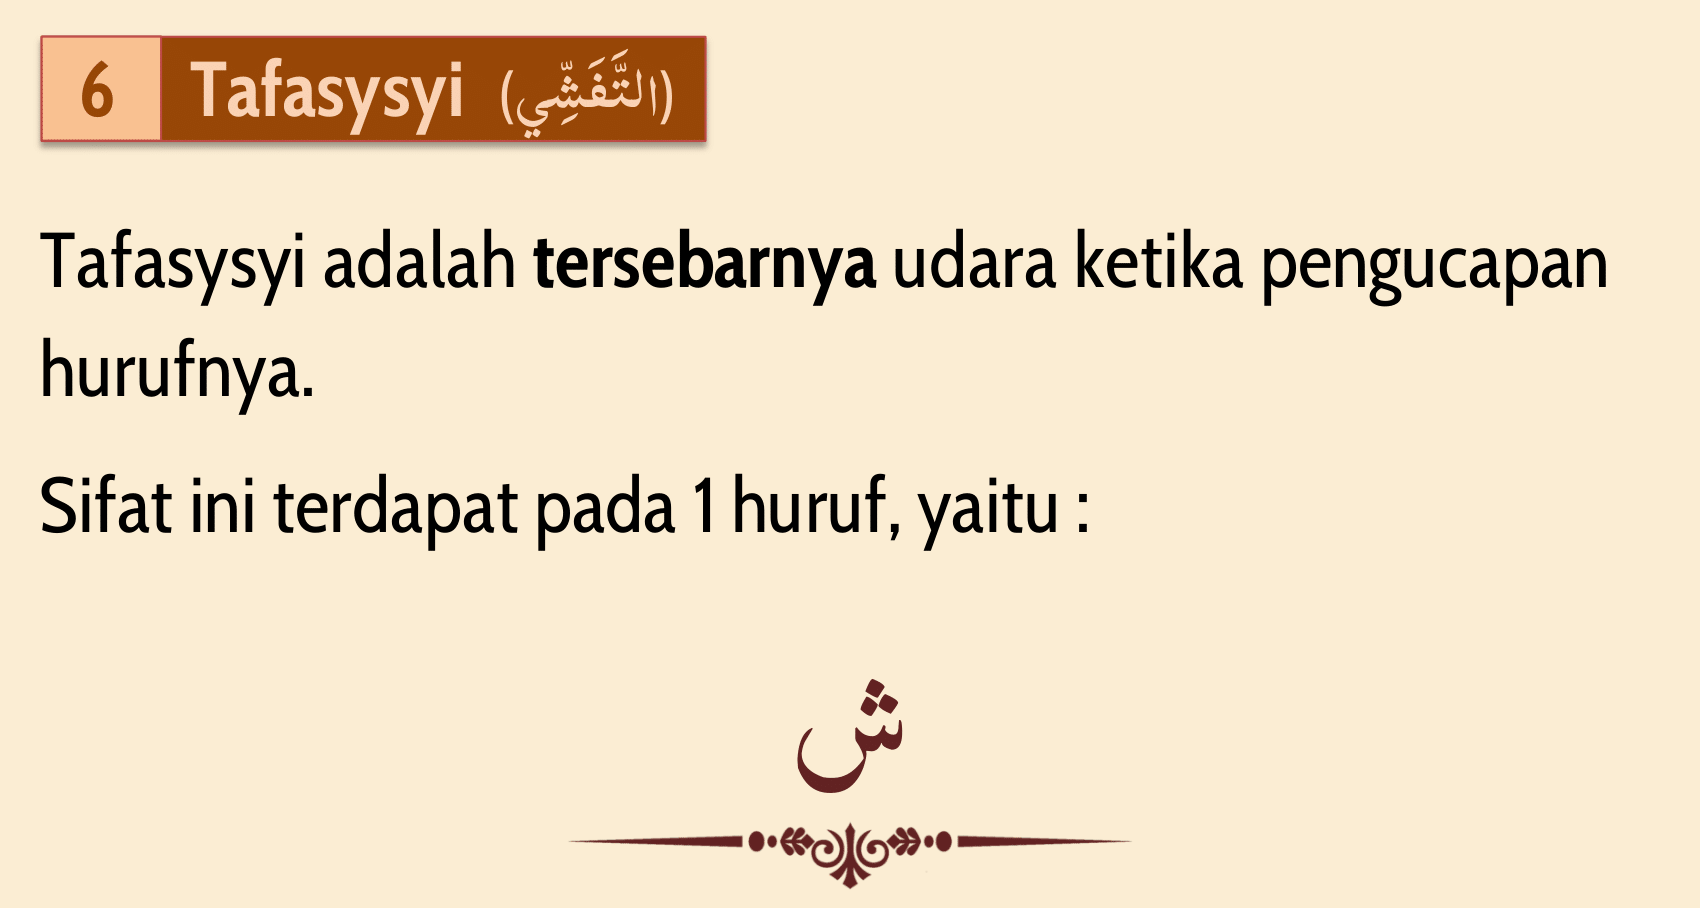 6 Tafasysyi (التَّفَشِّي)
Tafasysyi adalah tersebarnya udara ketika pengucapan
hurufnya.
Sifat ini terdapat pada 1 huruf, yaitu :
ش